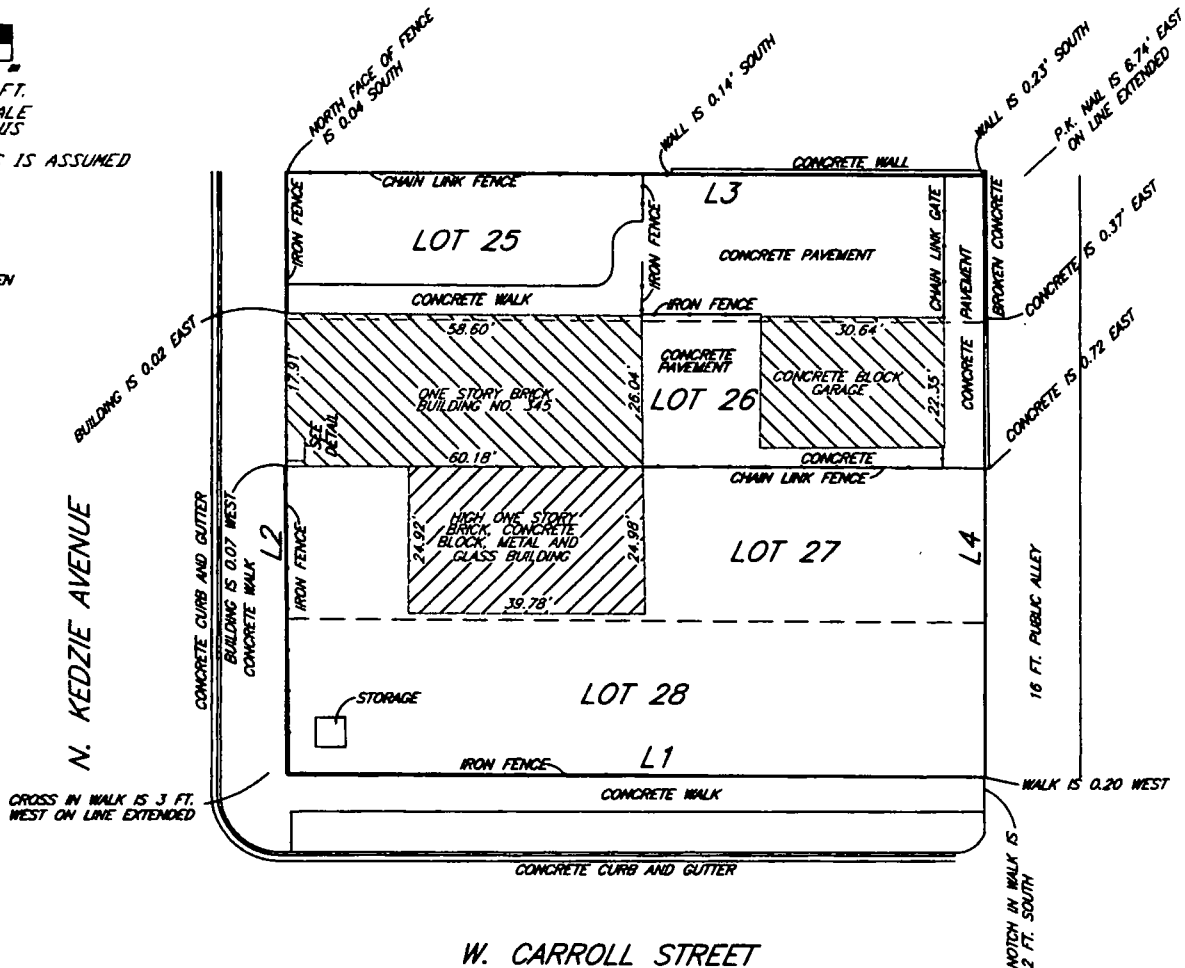 FT.
IS ASSUMED
NORTH FACE OF FENCE
IS 0.04 SOUTH
WALL IS 0.14' SOUTH
WALL IS 0.23' SOUTH
P.K. NAIL IS 6.74' EAST
ON LINE EXTENDED
CONCRETE WALL
CHAIN LINK FENCE
L3
IRON FENCE
LOT 25
IRON FENCE
CONCRETE PAVEMENT
CHAIN LINK GATE
CONCRETE PAVEMENT
BROKEN CONCRETE
CONCRETE IS 0.37' EAST
CONCRETE WALK
IRON FENCE
BUILDING IS 0.02 EAST
58.60'
30.64'
17.91'
ONE STORY BRICK
BUILDING NO. 345
26.04'
CONCRETE
PAVEMENT
LOT 26
CONCRETE BLOCK
GARAGE
22.35'
CONCRETE
CONCRETE IS 0.72 EAST
SEE
DETAIL
60.18'
CONCRETE
CHAIN LINK FENCE
N. KEDZIE AVENUE
CONCRETE CURB AND GUTTER
BUILDING IS 0.07 WEST
CONCRETE WALK
L2
IRON FENCE
24.92'
HIGH ONE STORY
BRICK, CONCRETE
BLOCK, METAL AND
GLASS BUILDING
24.98'
39.78'
LOT 27
L4
16 FT. PUBLIC ALLEY
LOT 28
STORAGE
IRON FENCE
L1
CROSS IN WALK IS 3 FT.
WEST ON LINE EXTENDED
CONCRETE WALK
WALK IS 0.20 WEST
CONCRETE CURB AND GUTTER
NOTCH IN WALK IS
2 FT. SOUTH
W. CARROLL STREET